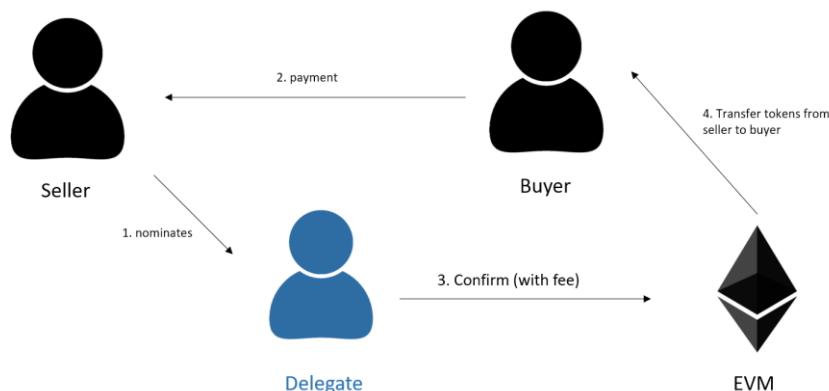 2. payment
4. Transfer tokens from
seller to buyer
Seller
Buyer
1. nominates
3. Confirm (with fee)
Delegate
EVM